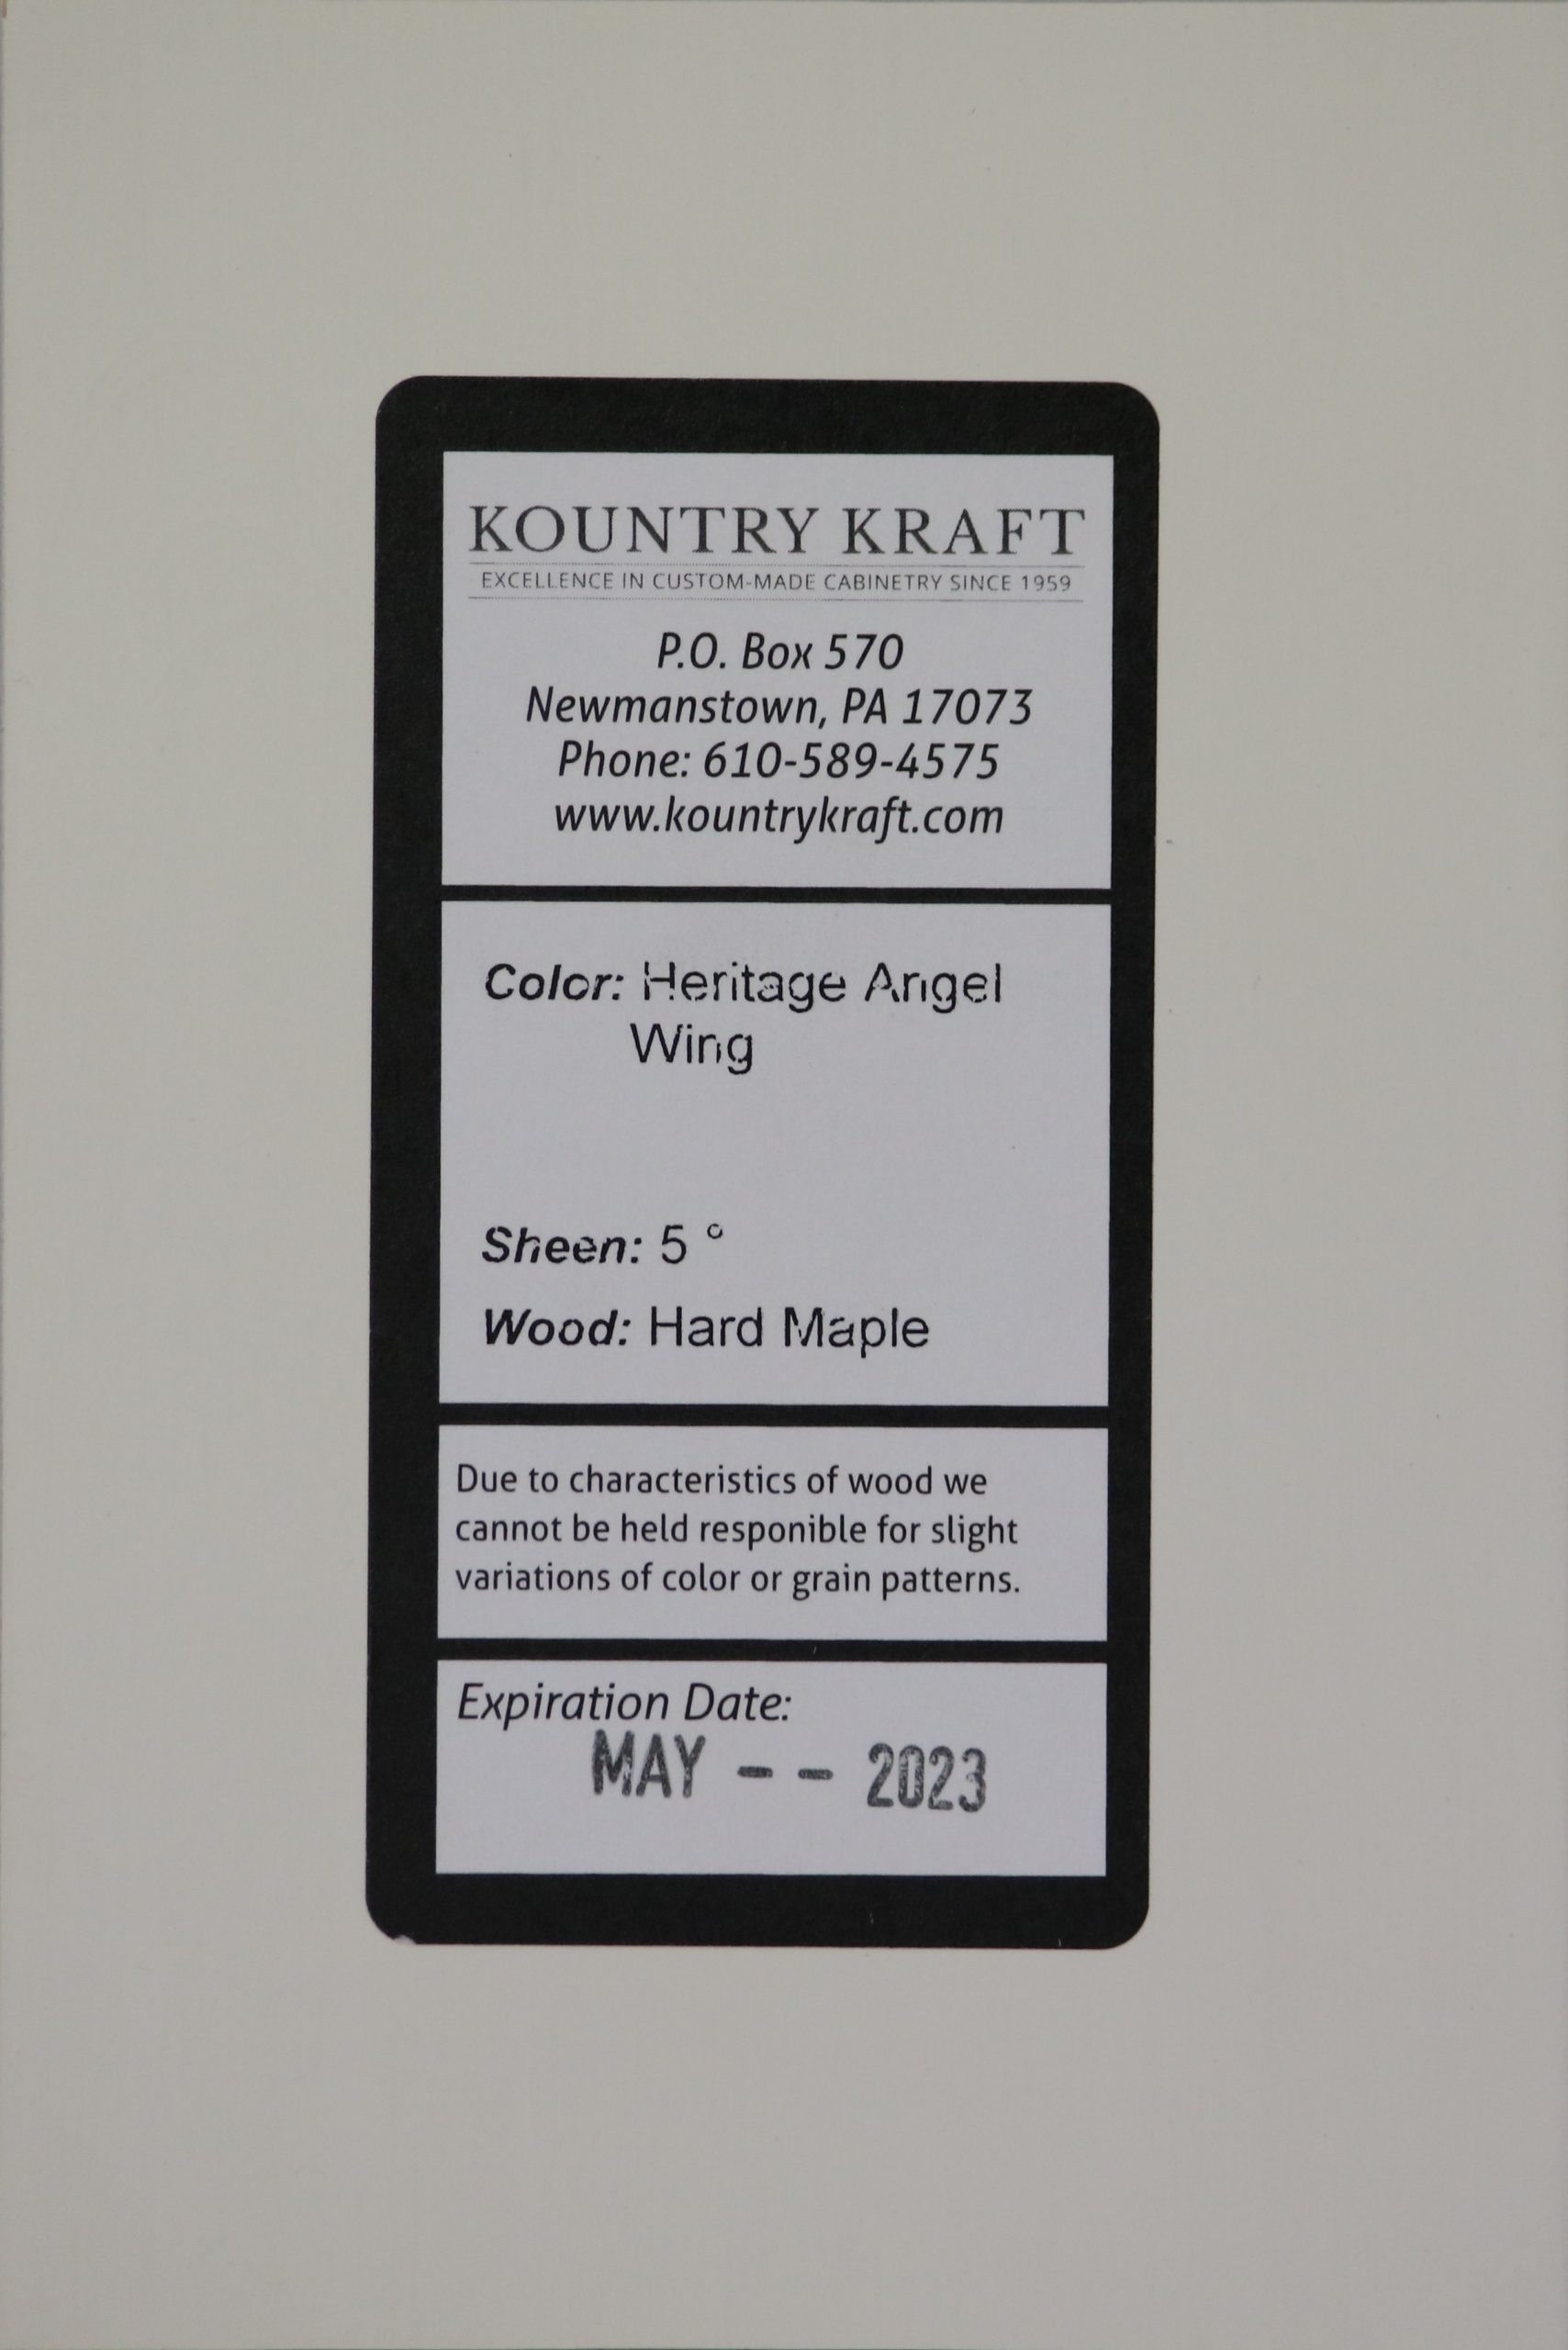 KOUNTRY KRAFT
EXCELLENCE IN CUSTOM-MADE CABINETRY SINCE 1959
P.O. Box 570
Newmanstown, PA 17073
Phone: 610-589-4575
www.kountrykraft.com
Color: Heritage Angel
Wing
Sheen: 5 °
Wood: Hard Maple
Due to characteristics of wood we
cannot be held responible for slight
variations of color or grain patterns.
Expiration Date:
MAY -- 2023